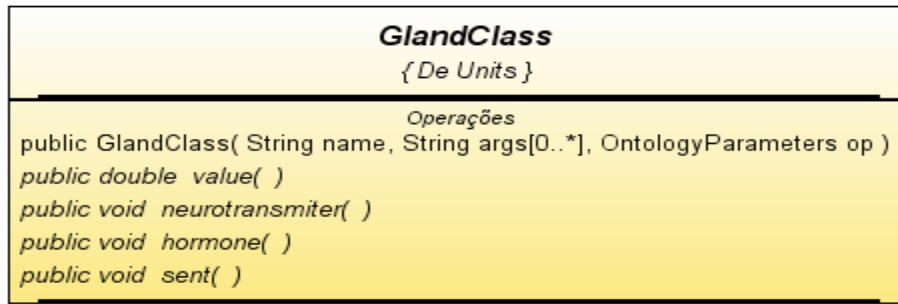 GlandClass
{ De Units }
Operações
public GlandClass( String name, String args[0..*], OntologyParameters op )
public double value( )
public void neurotransmiter( )
public void hormone( )
public void sent( )